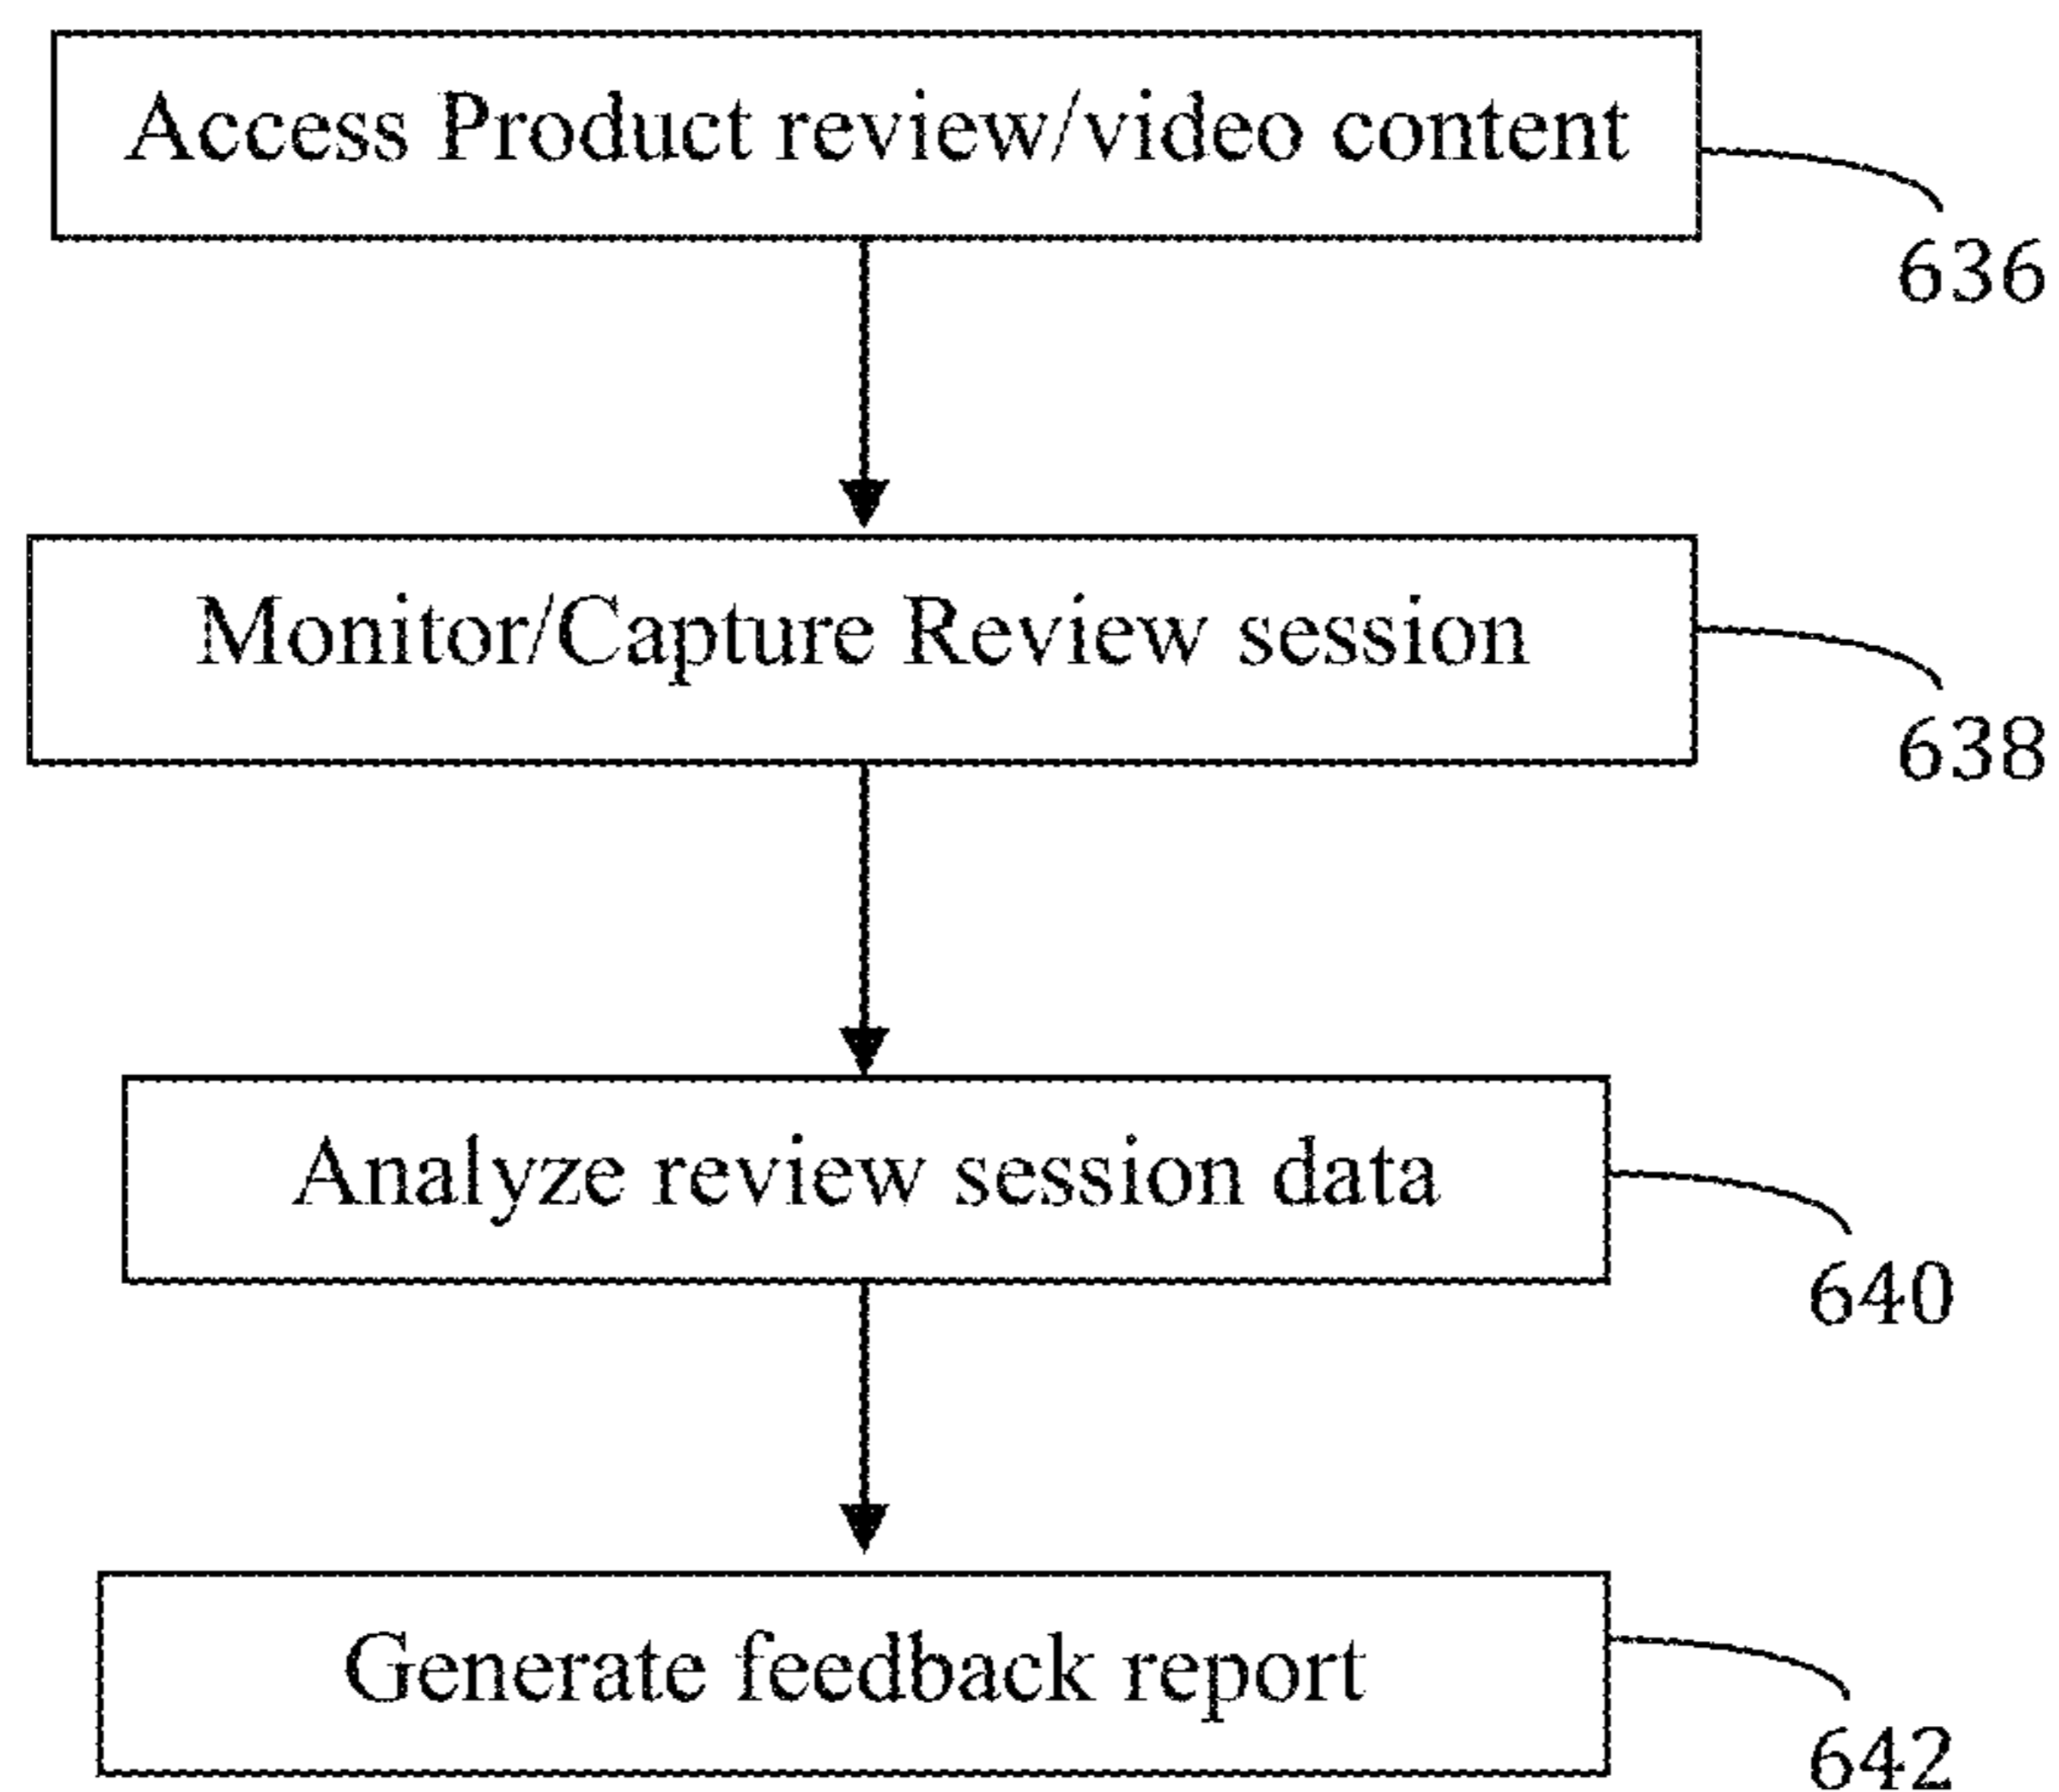 Access Product review/video content
636
Monitor/Capture Review session
638
Analyze review session data
640
Generate feedback report
642